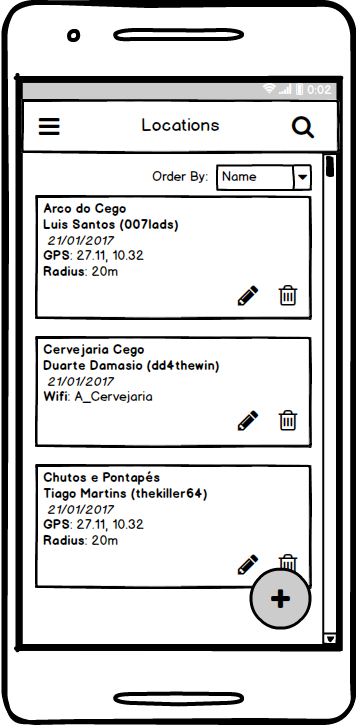 0:02
Locations
Order By: Name
Arco do Cego
Luis Santos (007lads)
21/01/2017
GPS: 27.11, 10.32
Radius: 20m
Cervejaria Cego
Duarte Damasio (dd4thewin)
21/01/2017
Wifi: A_Cervejaria
Chutos e Pontapés
Tiago Martins (thekiller64)
21/01/2017
GPS: 27.11, 10.32
Radius: 20m